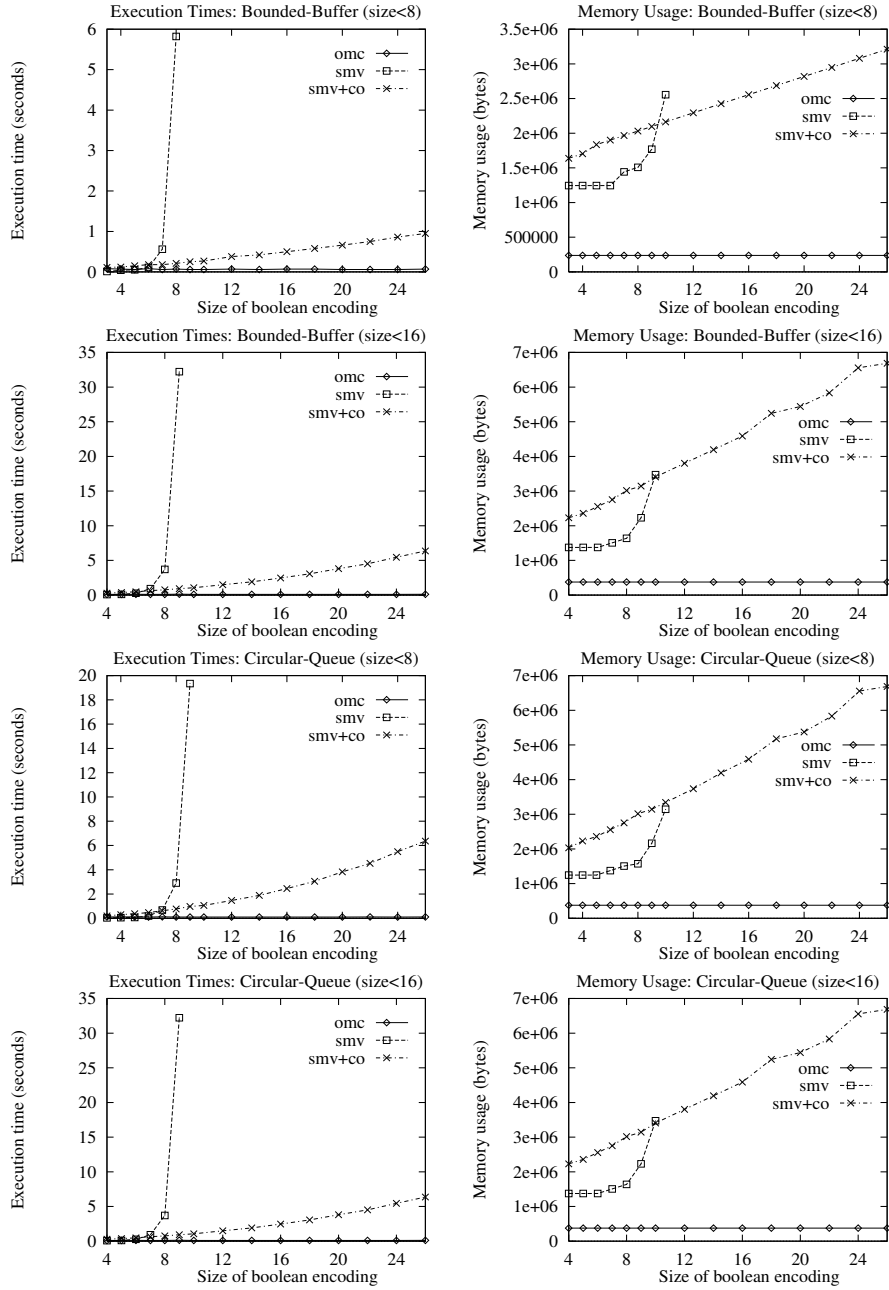 Execution Times: Bounded-Buffer (size<8)
Execution time (seconds)
6
5
4
3
2
1
0
omc
smv
smv+co
4 8 12 16 20 24
Size of boolean encoding
Memory Usage: Bounded-Buffer (size<8)
Memory usage (bytes)
3.5e+06
3e+06
2.5e+06
2e+06
1.5e+06
1e+06
500000
0
omc
smv
smv+co
4 8 12 16 20 24
Size of boolean encoding
Execution Times: Bounded-Buffer (size<16)
Execution time (seconds)
35
30
25
20
15
10
5
0
omc
smv
smv+co
4 8 12 16 20 24
Size of boolean encoding
Memory Usage: Bounded-Buffer (size<16)
Memory usage (bytes)
7e+06
6e+06
5e+06
4e+06
3e+06
2e+06
1e+06
0
omc
smv
smv+co
4 8 12 16 20 24
Size of boolean encoding
Execution Times: Circular-Queue (size<8)
Execution time (seconds)
20
18
16
14
12
10
8
6
4
2
0
omc
smv
smv+co
4 8 12 16 20 24
Size of boolean encoding
Memory Usage: Circular-Queue (size<8)
Memory usage (bytes)
7e+06
6e+06
5e+06
4e+06
3e+06
2e+06
1e+06
0
omc
smv
smv+co
4 8 12 16 20 24
Size of boolean encoding
Execution Times: Circular-Queue (size<16)
Execution time (seconds)
35
30
25
20
15
10
5
0
omc
smv
smv+co
4 8 12 16 20 24
Size of boolean encoding
Memory Usage: Circular-Queue (size<16)
Memory usage (bytes)
7e+06
6e+06
5e+06
4e+06
3e+06
2e+06
1e+06
0
omc
smv
smv+co
4 8 12 16 20 24
Size of boolean encoding